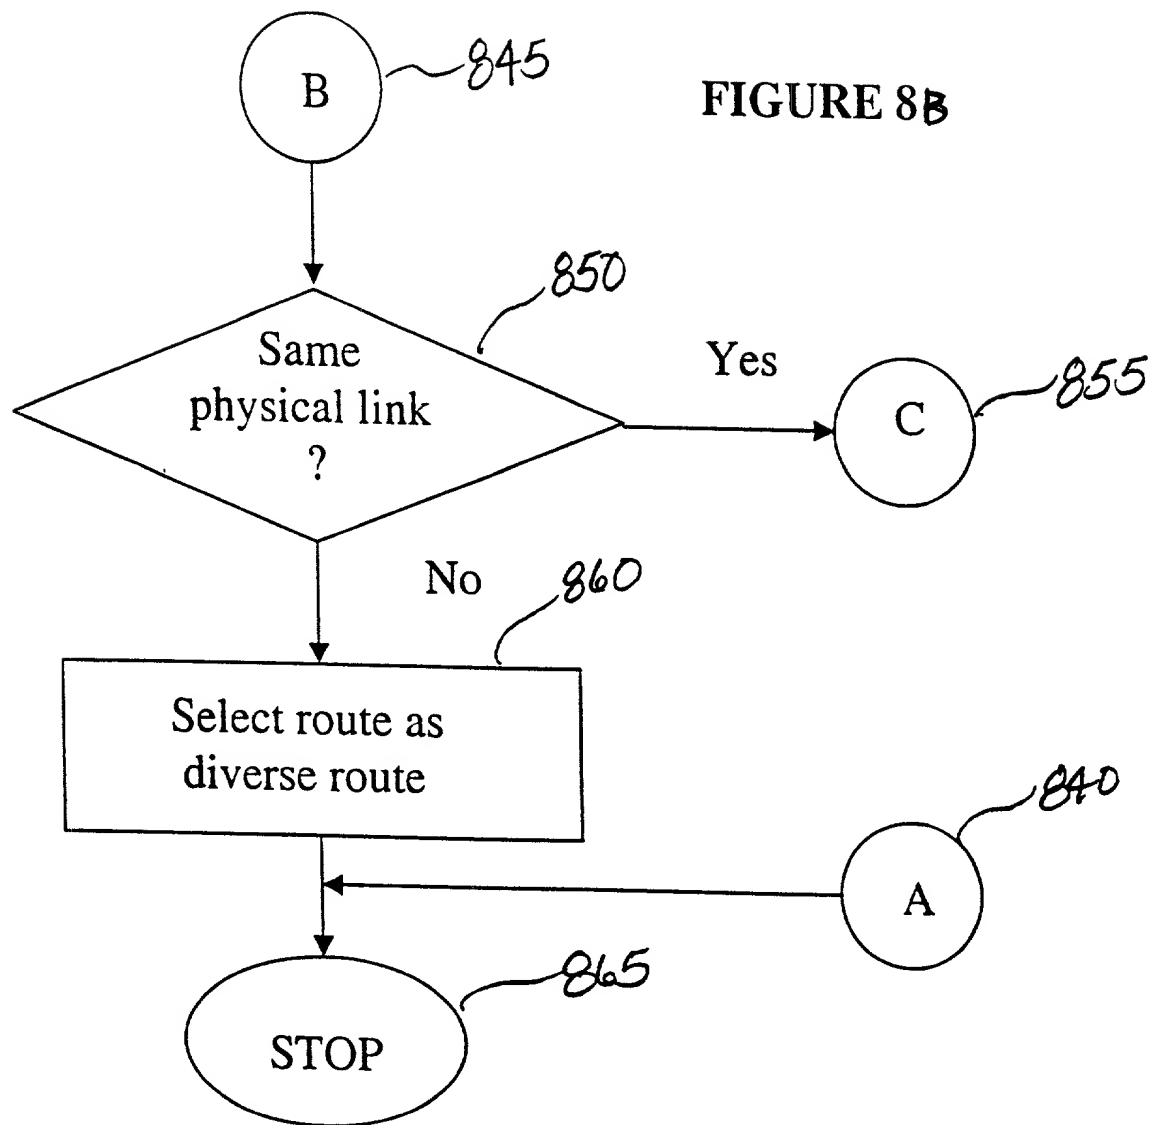 B
845
FIGURE 8B
850
Same
physical link
?
Yes
C
855
No
860
Select route as
diverse route
840
A
865
STOP